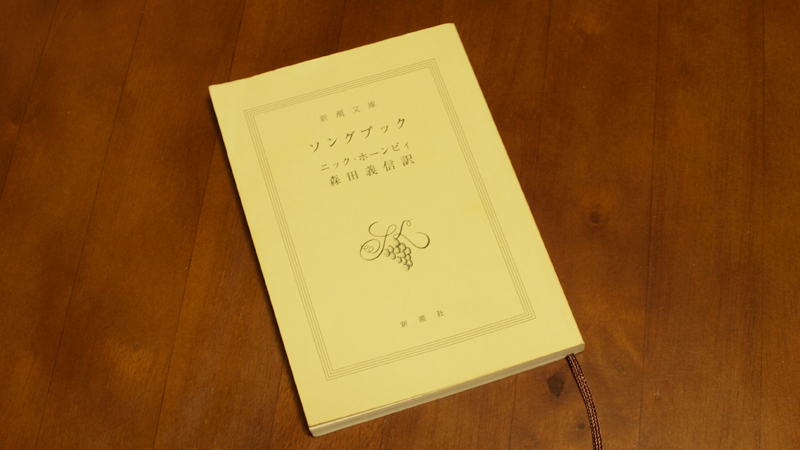 新潮文庫
ソングブック
ニック・ホーンビィ
森田義信訳
新潮社